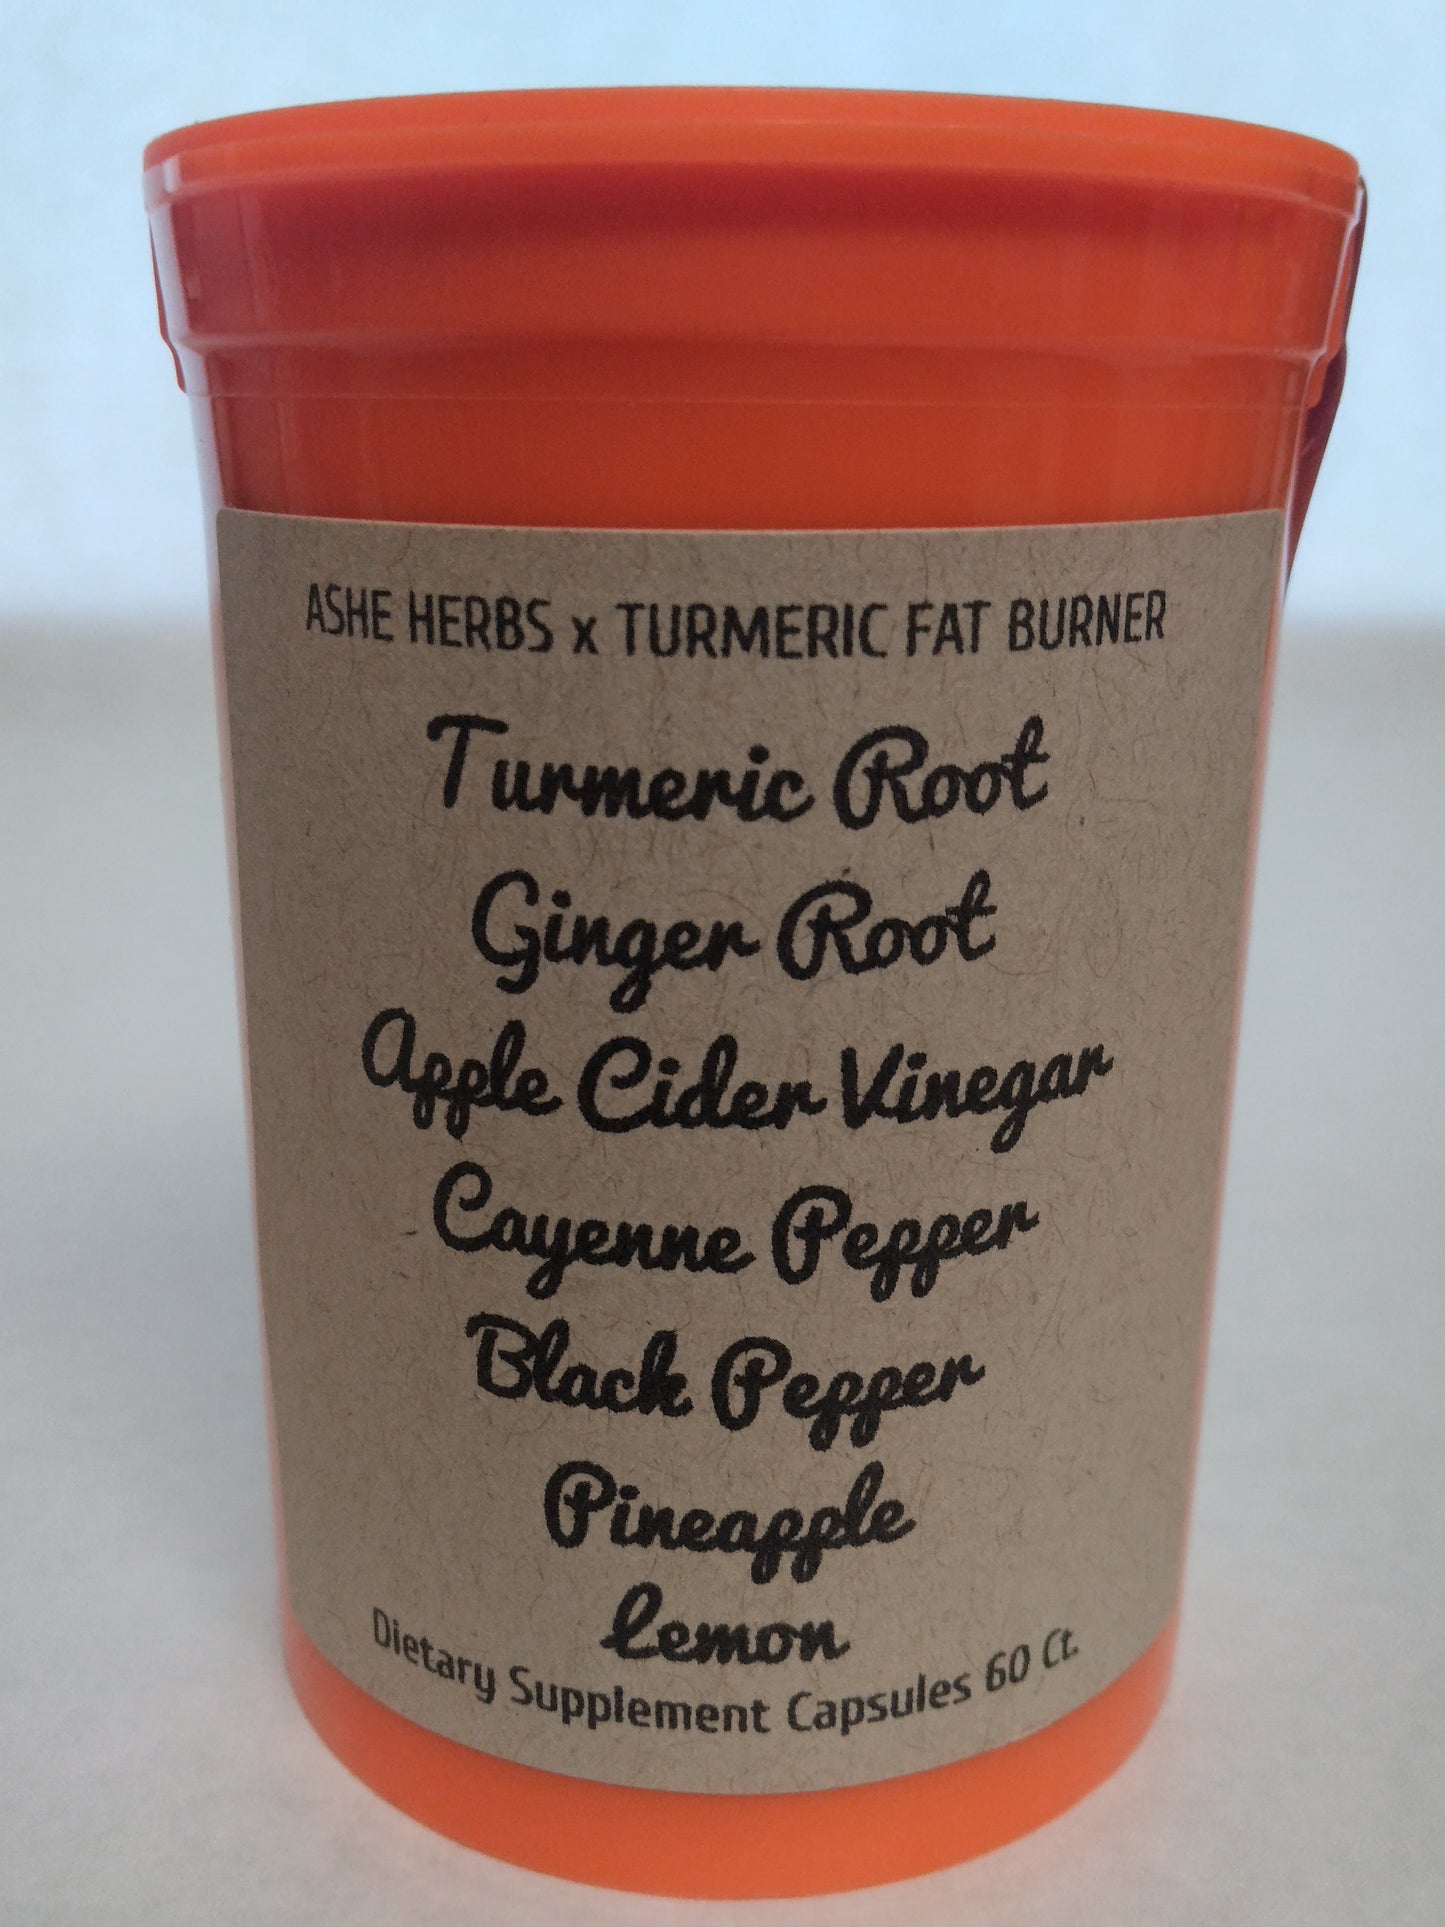 ASHE HERBS x TURMERIC FAT BURNER
Turmeric Root
Ginger Root
Apple Cider Vinegar
Cayenne Pepper
Black Pepper
Pineapple
Lemon
Dietary Supplement Capsules 60 Ct.